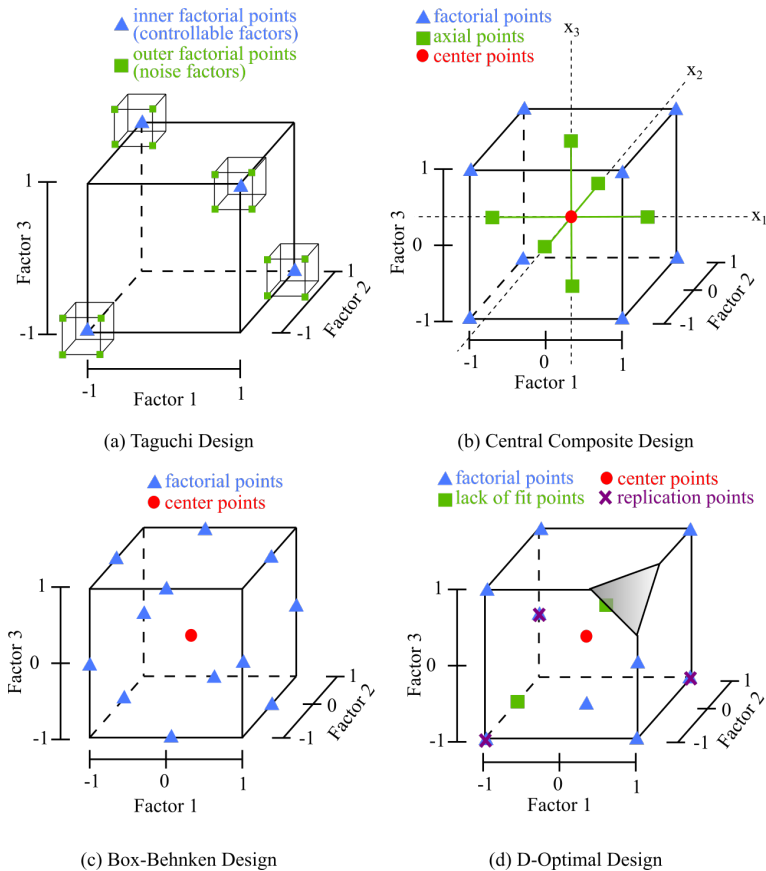 inner factorial points
(controllable factors)
outer factorial points
(noise factors)
1
Factor 3
-1
1
Factor 2
-1
-1
1
Factor 1
(a) Taguchi Design
factorial points
axial points
center points
x3
x2
x1
1
Factor 3
0
-1
1
0
Factor 2
-1
-1
0
1
Factor 1
(b) Central Composite Design
factorial points
center points
1
Factor 3
0
-1
1
0
Factor 2
-1
-1
0
1
Factor 1
(c) Box-Behnken Design
factorial points
center points
lack of fit points
replication points
1
Factor 3
0
-1
1
0
Factor 2
-1
-1
0
1
Factor 1
(d) D-Optimal Design